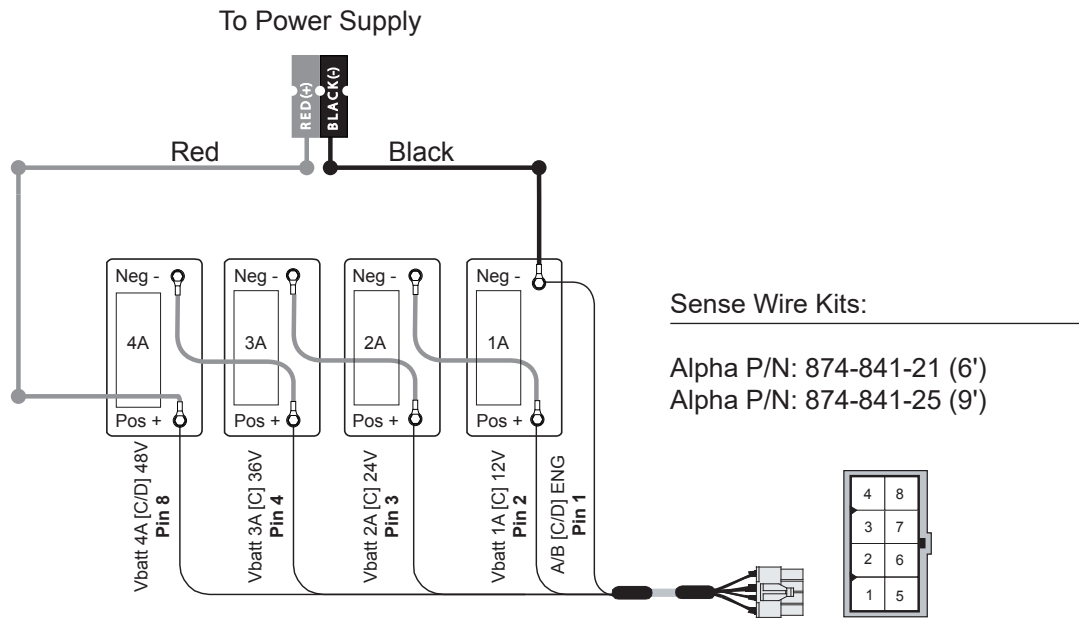 To Power Supply
RED(+)
BLACK(-)
Red
Black
Neg -
4A
Pos +
Neg -
3A
Pos +
Neg -
2A
Pos +
Neg -
1A
Pos +
Vbatt 4A [C/D] 48V
Pin 8
Vbatt 3A [C] 36V
Pin 4
Vbatt 2A [C] 24V
Pin 3
Vbatt 1A [C] 12V
Pin 2
A/B [C/D] ENG
Pin 1
Sense Wire Kits:
Alpha P/N: 874-841-21 (6')
Alpha P/N: 874-841-25 (9')
4 8
3 7
2 6
1 5